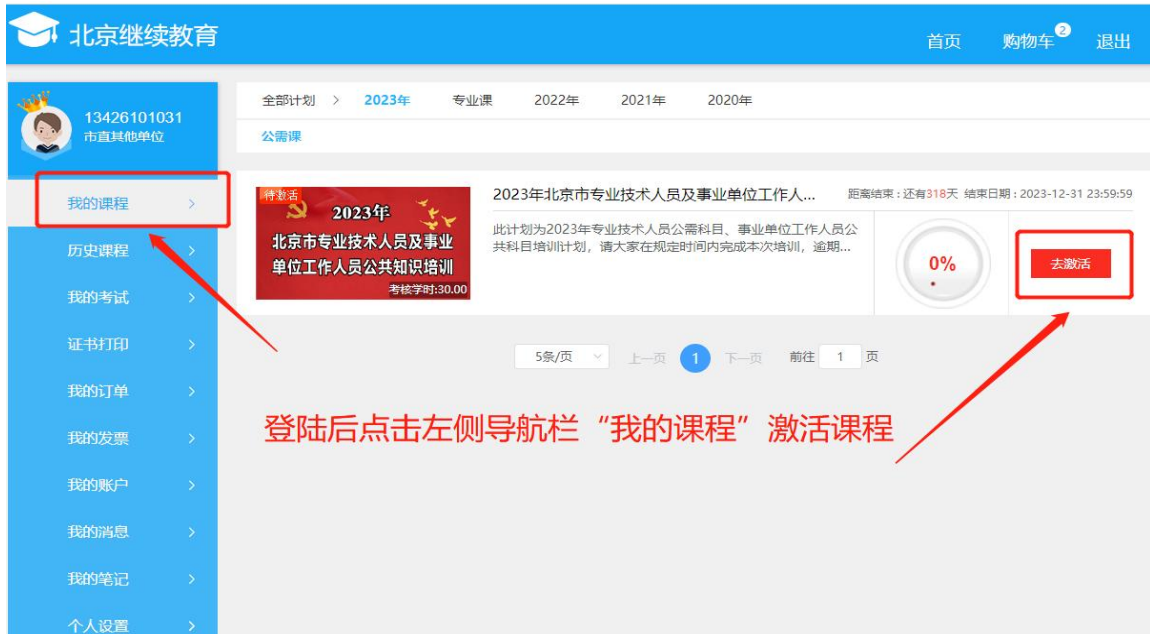 北京继续教育
首页 购物车 2 退出
13426101031
市直其他单位
全部计划 > 2023年 专业课 2022年 2021年 2020年
公需课
我的课程 >
历史课程 >
我的考试 >
证书打印 >
我的订单 >
我的发票 >
我的账户 >
我的消息 >
我的笔记 >
个人设置 >
待激活
2023年
北京市专业技术人员及事业
单位工作人员公共知识培训
考核学时:30.00
2023年北京市专业技术人员及事业单位工作人...
距离结束：还有318天 结束日期：2023-12-31 23:59:59
此计划为2023年专业技术人员公需科目、事业单位工作人员公
共科目培训计划，请大家在规定时间内完成本次培训，逾期...
0%
去激活
5条/页 上一页 1 下一页 前往 1 页
登陆后点击左侧导航栏“我的课程”激活课程